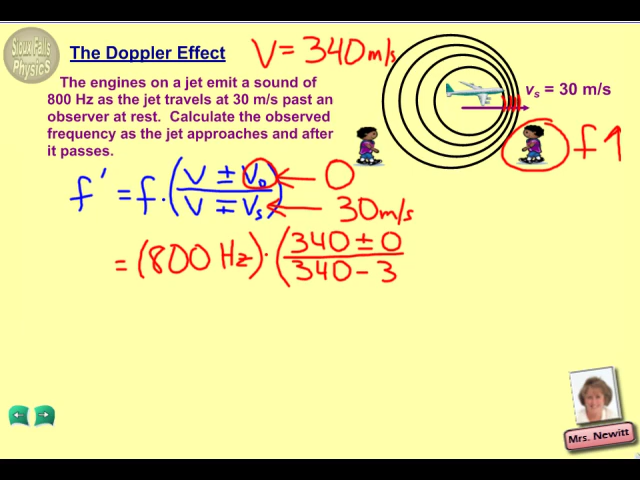 Sioux Falls
Physics
The Doppler Effect
V = 340 m/s
The engines on a jet emit a sound of
800 Hz as the jet travels at 30 m/s past an
observer at rest. Calculate the observed
frequency as the jet approaches and after
it passes.
vs = 30 m/s
f ↑
f' = f · (V ± Vo / V ∓ Vs) ← 0 ← 30 m/s
= (800 Hz) · (340 ± 0 / 340 - 3
Mrs. Newitt